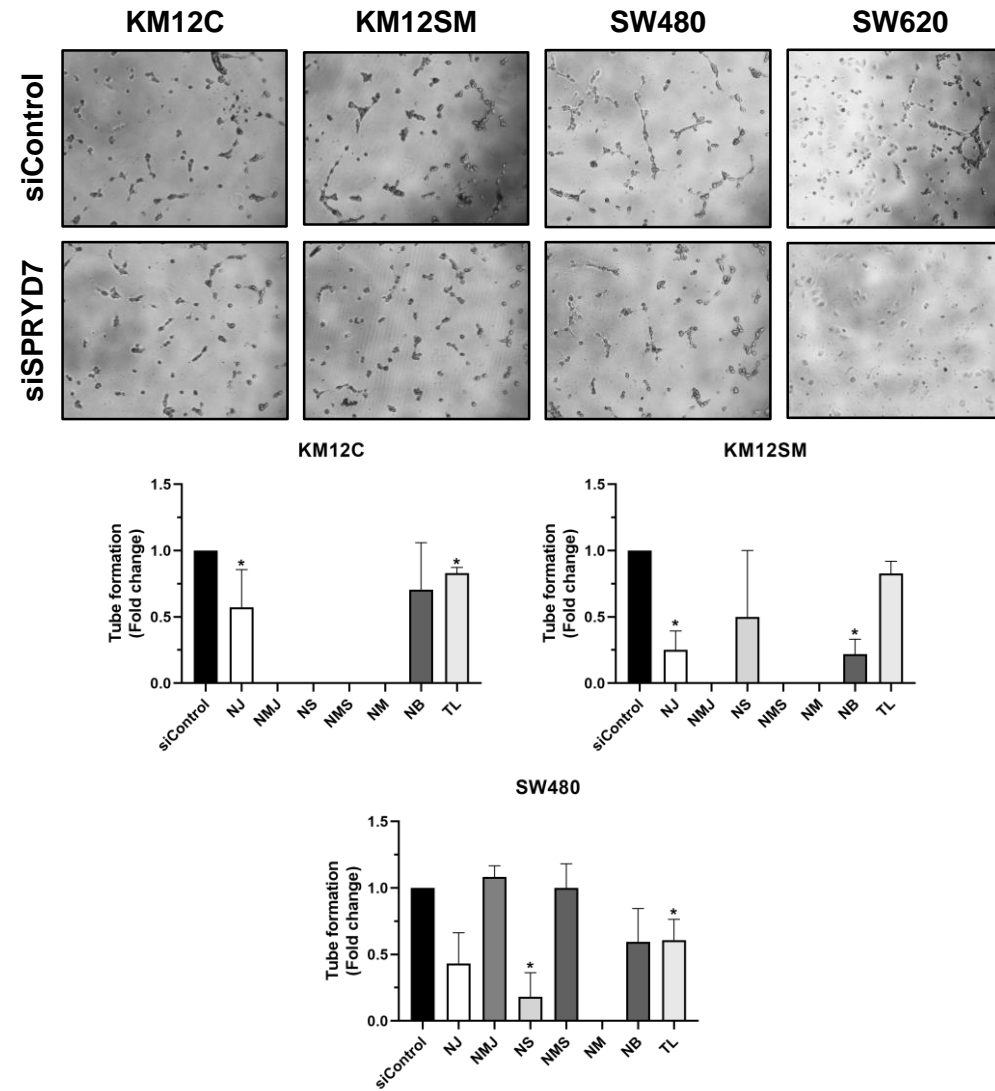 KM12C KM12SM SW480 SW620
siControl
siSPRYD7
KM12C
Tube formation
(Fold change)
1.5
1.0
0.5
0.0
* *
siControl NJ NMJ NS NMS NM NB TL
KM12SM
Tube formation
(Fold change)
1.5
1.0
0.5
0.0
* *
siControl NJ NMJ NS NMS NM NB TL
SW480
Tube formation
(Fold change)
1.5
1.0
0.5
0.0
* *
siControl NJ NMJ NS NMS NM NB TL